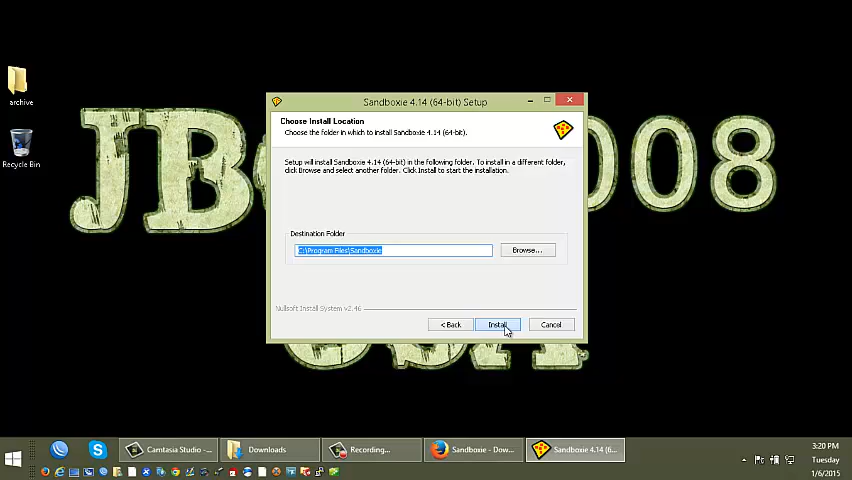 archive
Recycle Bin
Sandboxie 4.14 (64-bit) Setup
Choose Install Location
Choose the folder in which to install Sandboxie 4.14 (64-bit).
Setup will install Sandboxie 4.14 (64-bit) in the following folder. To install in a different folder,
click Browse and select another folder. Click Install to start the installation.
Destination Folder
C:\Program Files\Sandboxie
Browse...
Nullsoft Install System v2.46
< Back
Install
Cancel
Camtasia Studio -...
Downloads
Recording...
Sandboxie - Dow...
Sandboxie 4.14 (6...
3:20 PM
Tuesday
1/6/2015